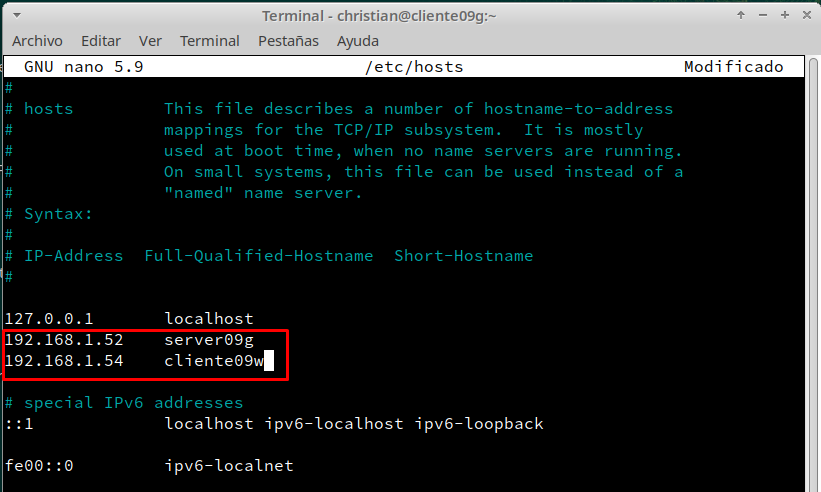 Terminal - christian@cliente09g:~
Archivo Editar Ver Terminal Pestañas Ayuda
GNU nano 5.9 /etc/hosts Modificado
#
# hosts This file describes a number of hostname-to-address
# mappings for the TCP/IP subsystem. It is mostly
# used at boot time, when no name servers are running.
# On small systems, this file can be used instead of a
# "named" name server.
# Syntax:
#
# IP-Address Full-Qualified-Hostname Short-Hostname
#
127.0.0.1 localhost
192.168.1.52 server09g
192.168.1.54 cliente09w
# special IPv6 addresses
::1 localhost ipv6-localhost ipv6-loopback
fe00::0 ipv6-localnet